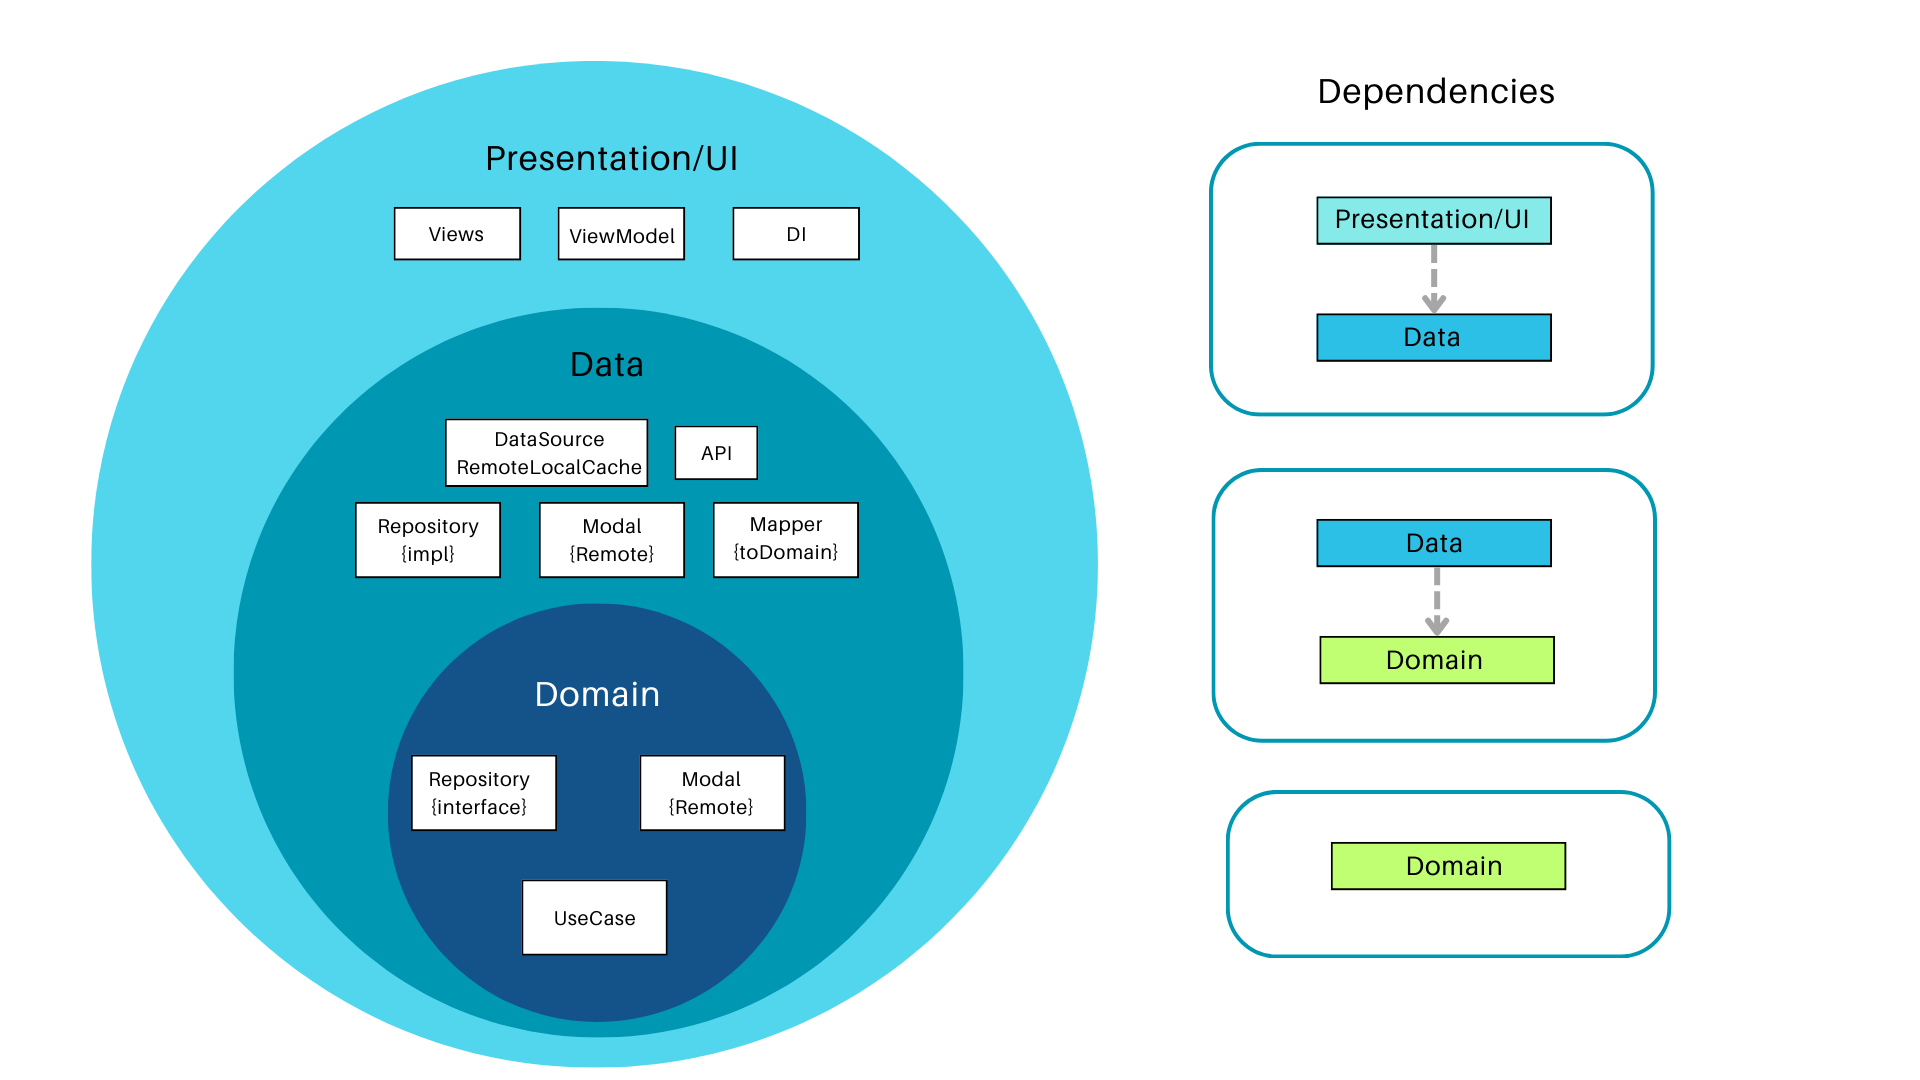 Presentation/UI
Views
ViewModel
DI
Data
DataSource
RemoteLocalCache
API
Repository
{impl}
Modal
{Remote}
Mapper
{toDomain}
Domain
Repository
{interface}
Modal
{Remote}
UseCase
Dependencies
Presentation/UI
Data
Data
Domain
Domain